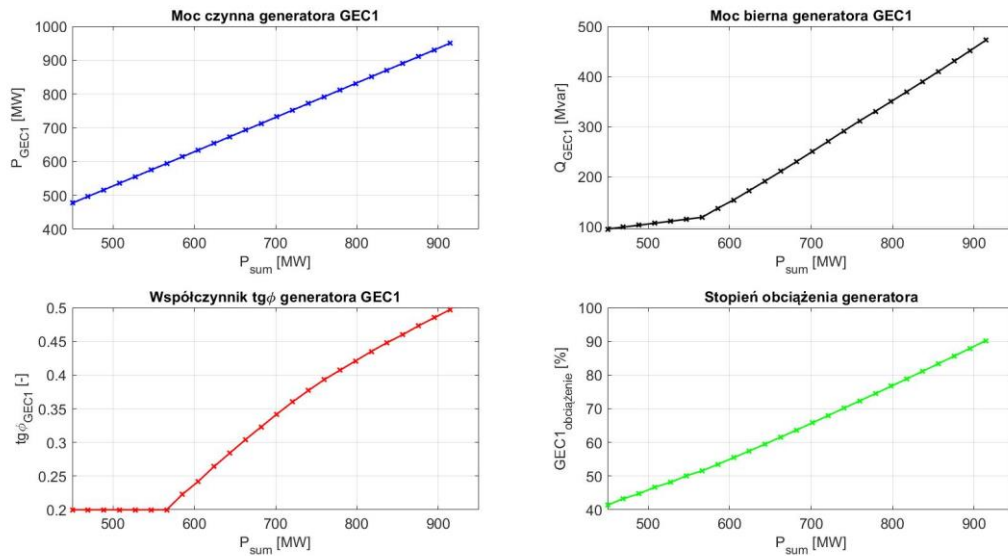 Moc czynna generatora GEC1
1000
900
800
700
600
500
400
P_GEC1 [MW]
500 600 700 800 900
P_sum [MW]
Moc bierna generatora GEC1
500
400
300
200
100
Q_GEC1 [Mvar]
500 600 700 800 900
P_sum [MW]
Współczynnik tgϕ generatora GEC1
0.5
0.45
0.4
0.35
0.3
0.25
0.2
tgϕ_GEC1 [-]
500 600 700 800 900
P_sum [MW]
Stopień obciążenia generatora
100
90
80
70
60
50
40
GEC1_obciążenie [%]
500 600 700 800 900
P_sum [MW]